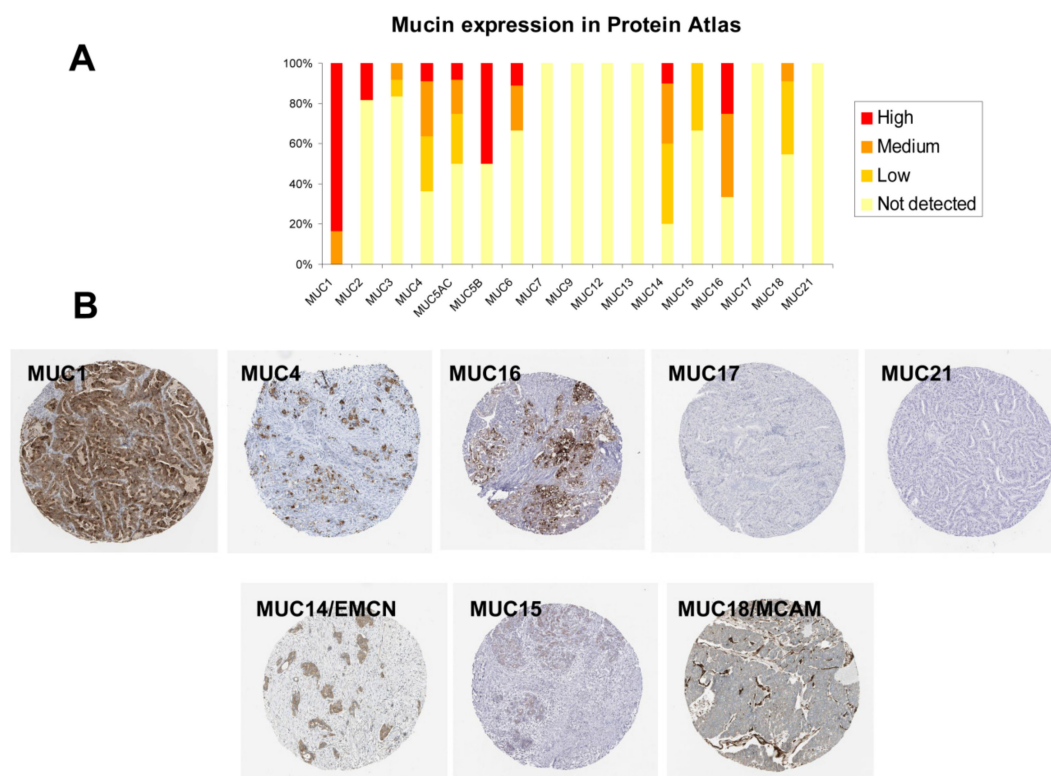 A
Mucin expression in Protein Atlas
100%
80%
60%
40%
20%
0%
MUC1
MUC2
MUC3
MUC4
MUC5AC
MUC5B
MUC6
MUC7
MUC9
MUC12
MUC13
MUC14
MUC15
MUC16
MUC17
MUC18
MUC21
High
Medium
Low
Not detected
B
MUC1
MUC4
MUC16
MUC17
MUC21
MUC14/EMCN
MUC15
MUC18/MCAM